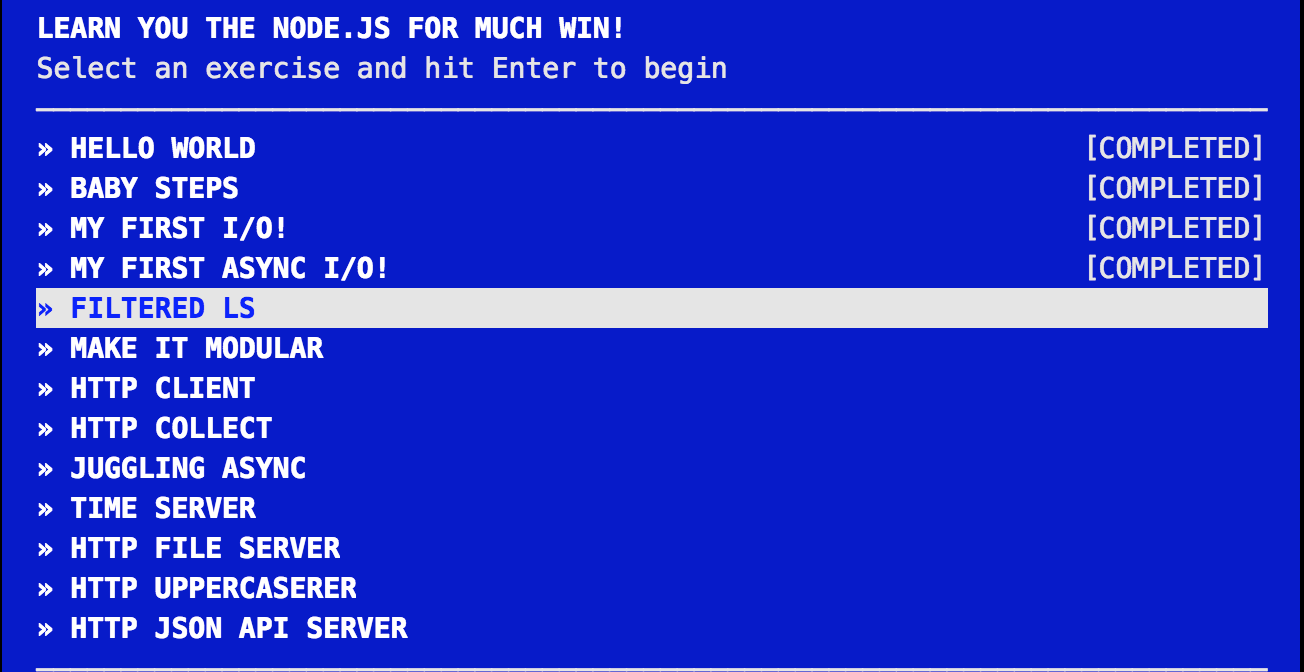 LEARN YOU THE NODE.JS FOR MUCH WIN!
Select an exercise and hit Enter to begin
» HELLO WORLD [COMPLETED]
» BABY STEPS [COMPLETED]
» MY FIRST I/O! [COMPLETED]
» MY FIRST ASYNC I/O! [COMPLETED]
» FILTERED LS
» MAKE IT MODULAR
» HTTP CLIENT
» HTTP COLLECT
» JUGGLING ASYNC
» TIME SERVER
» HTTP FILE SERVER
» HTTP UPPERCASERER
» HTTP JSON API SERVER